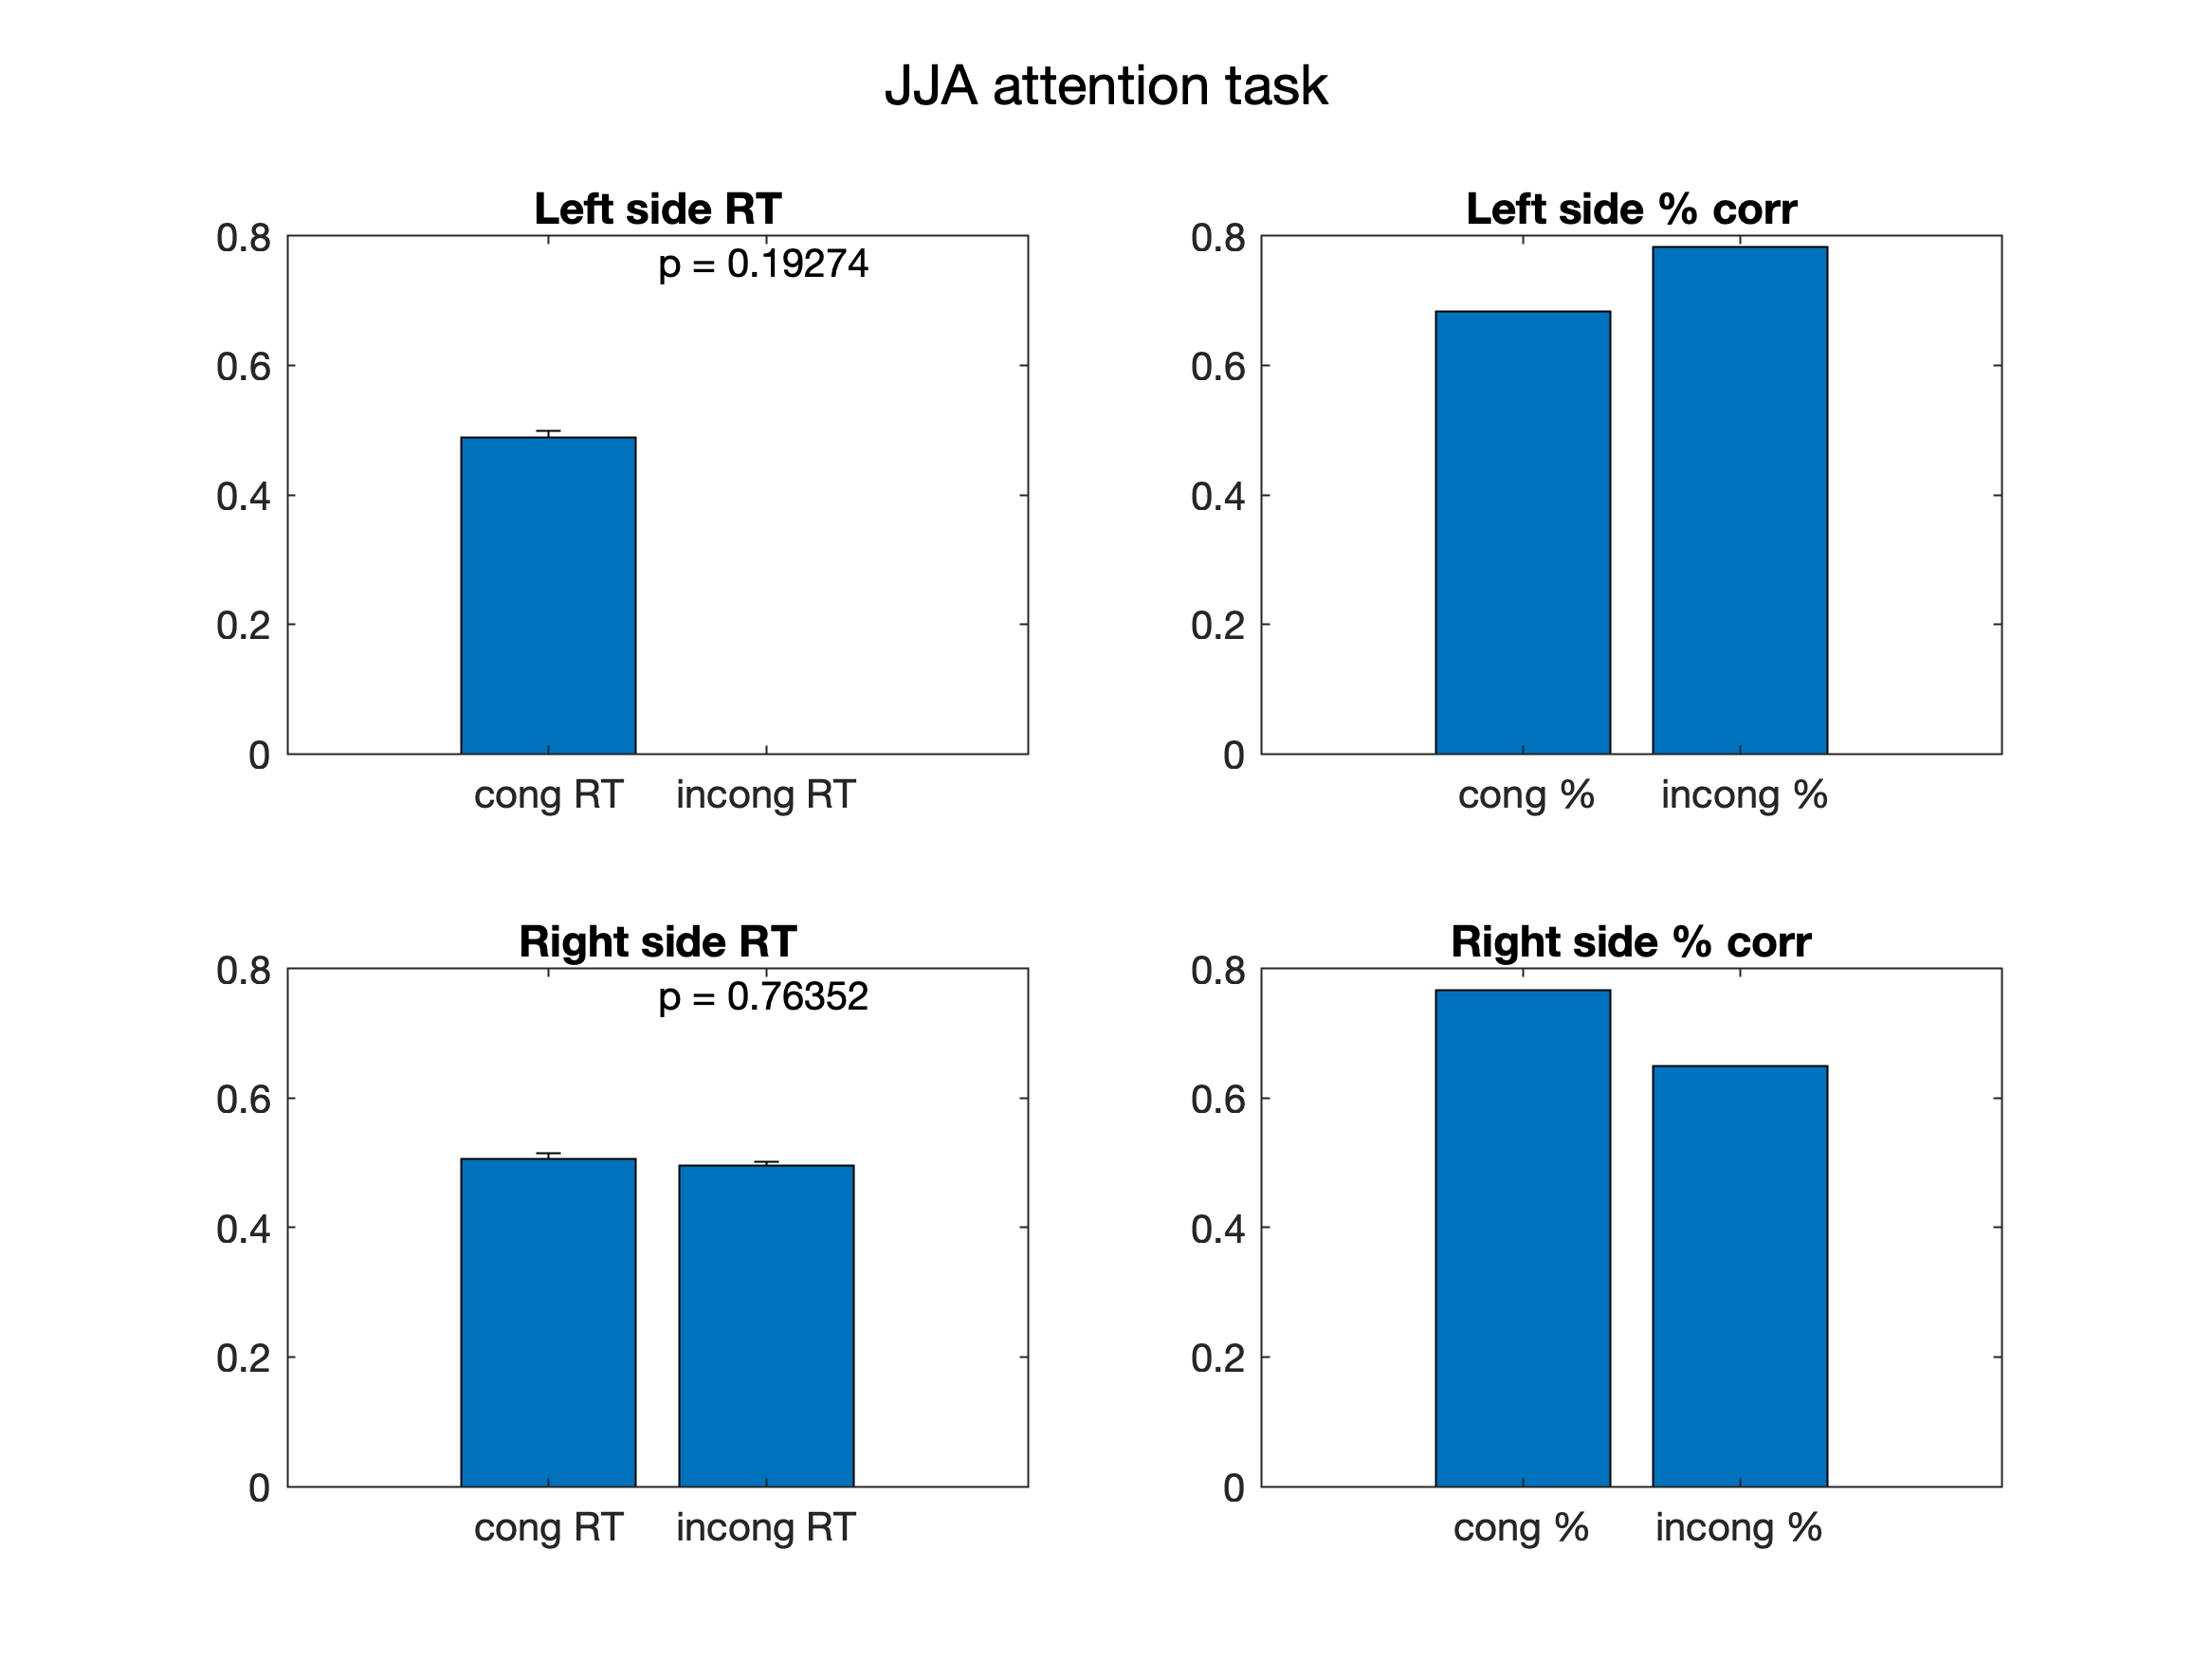 JJA attention task
Left side RT
0.8
p = 0.19274
0.6
0.4
0.2
0
cong RT incong RT
Left side % corr
0.8
0.6
0.4
0.2
0
cong % incong %
Right side RT
0.8
p = 0.76352
0.6
0.4
0.2
0
cong RT incong RT
Right side % corr
0.8
0.6
0.4
0.2
0
cong % incong %